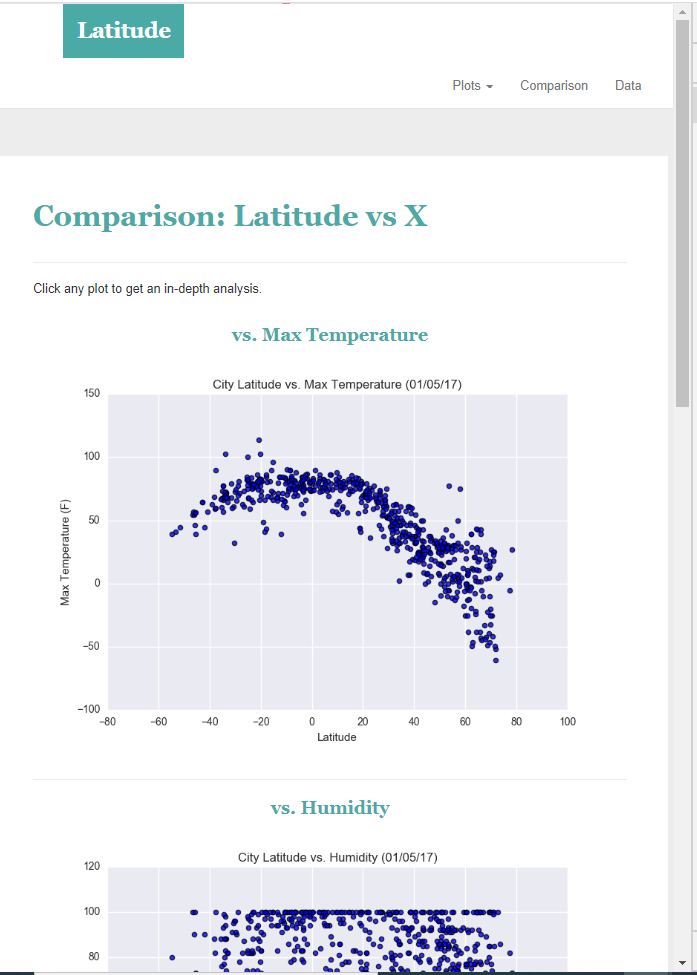 Latitude
Plots Comparison Data
Comparison: Latitude vs X
Click any plot to get an in-depth analysis.
vs. Max Temperature
City Latitude vs. Max Temperature (01/05/17)
150
100
50
0
−50
−100
Max Temperature (F)
−80 −60 −40 −20 0 20 40 60 80 100
Latitude
vs. Humidity
City Latitude vs. Humidity (01/05/17)
120
100
80